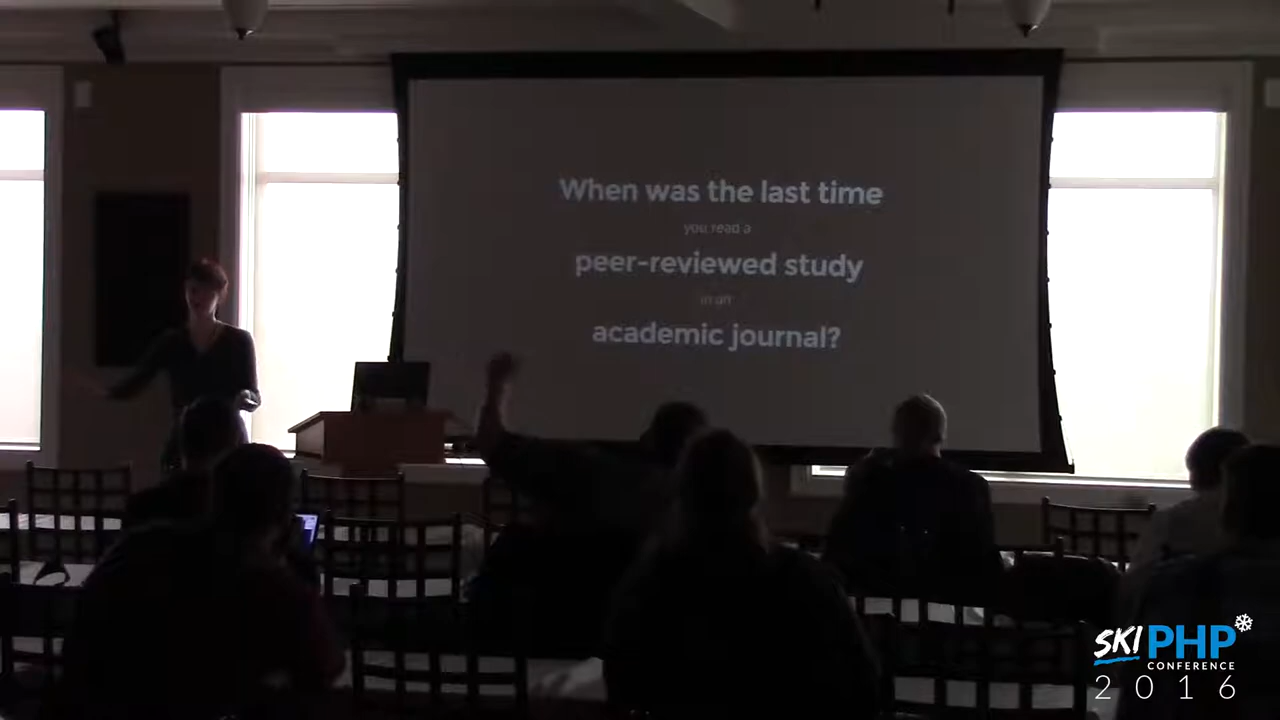 When was the last time
you read a
peer-reviewed study
in an
academic journal?
SKI PHP
CONFERENCE
2016